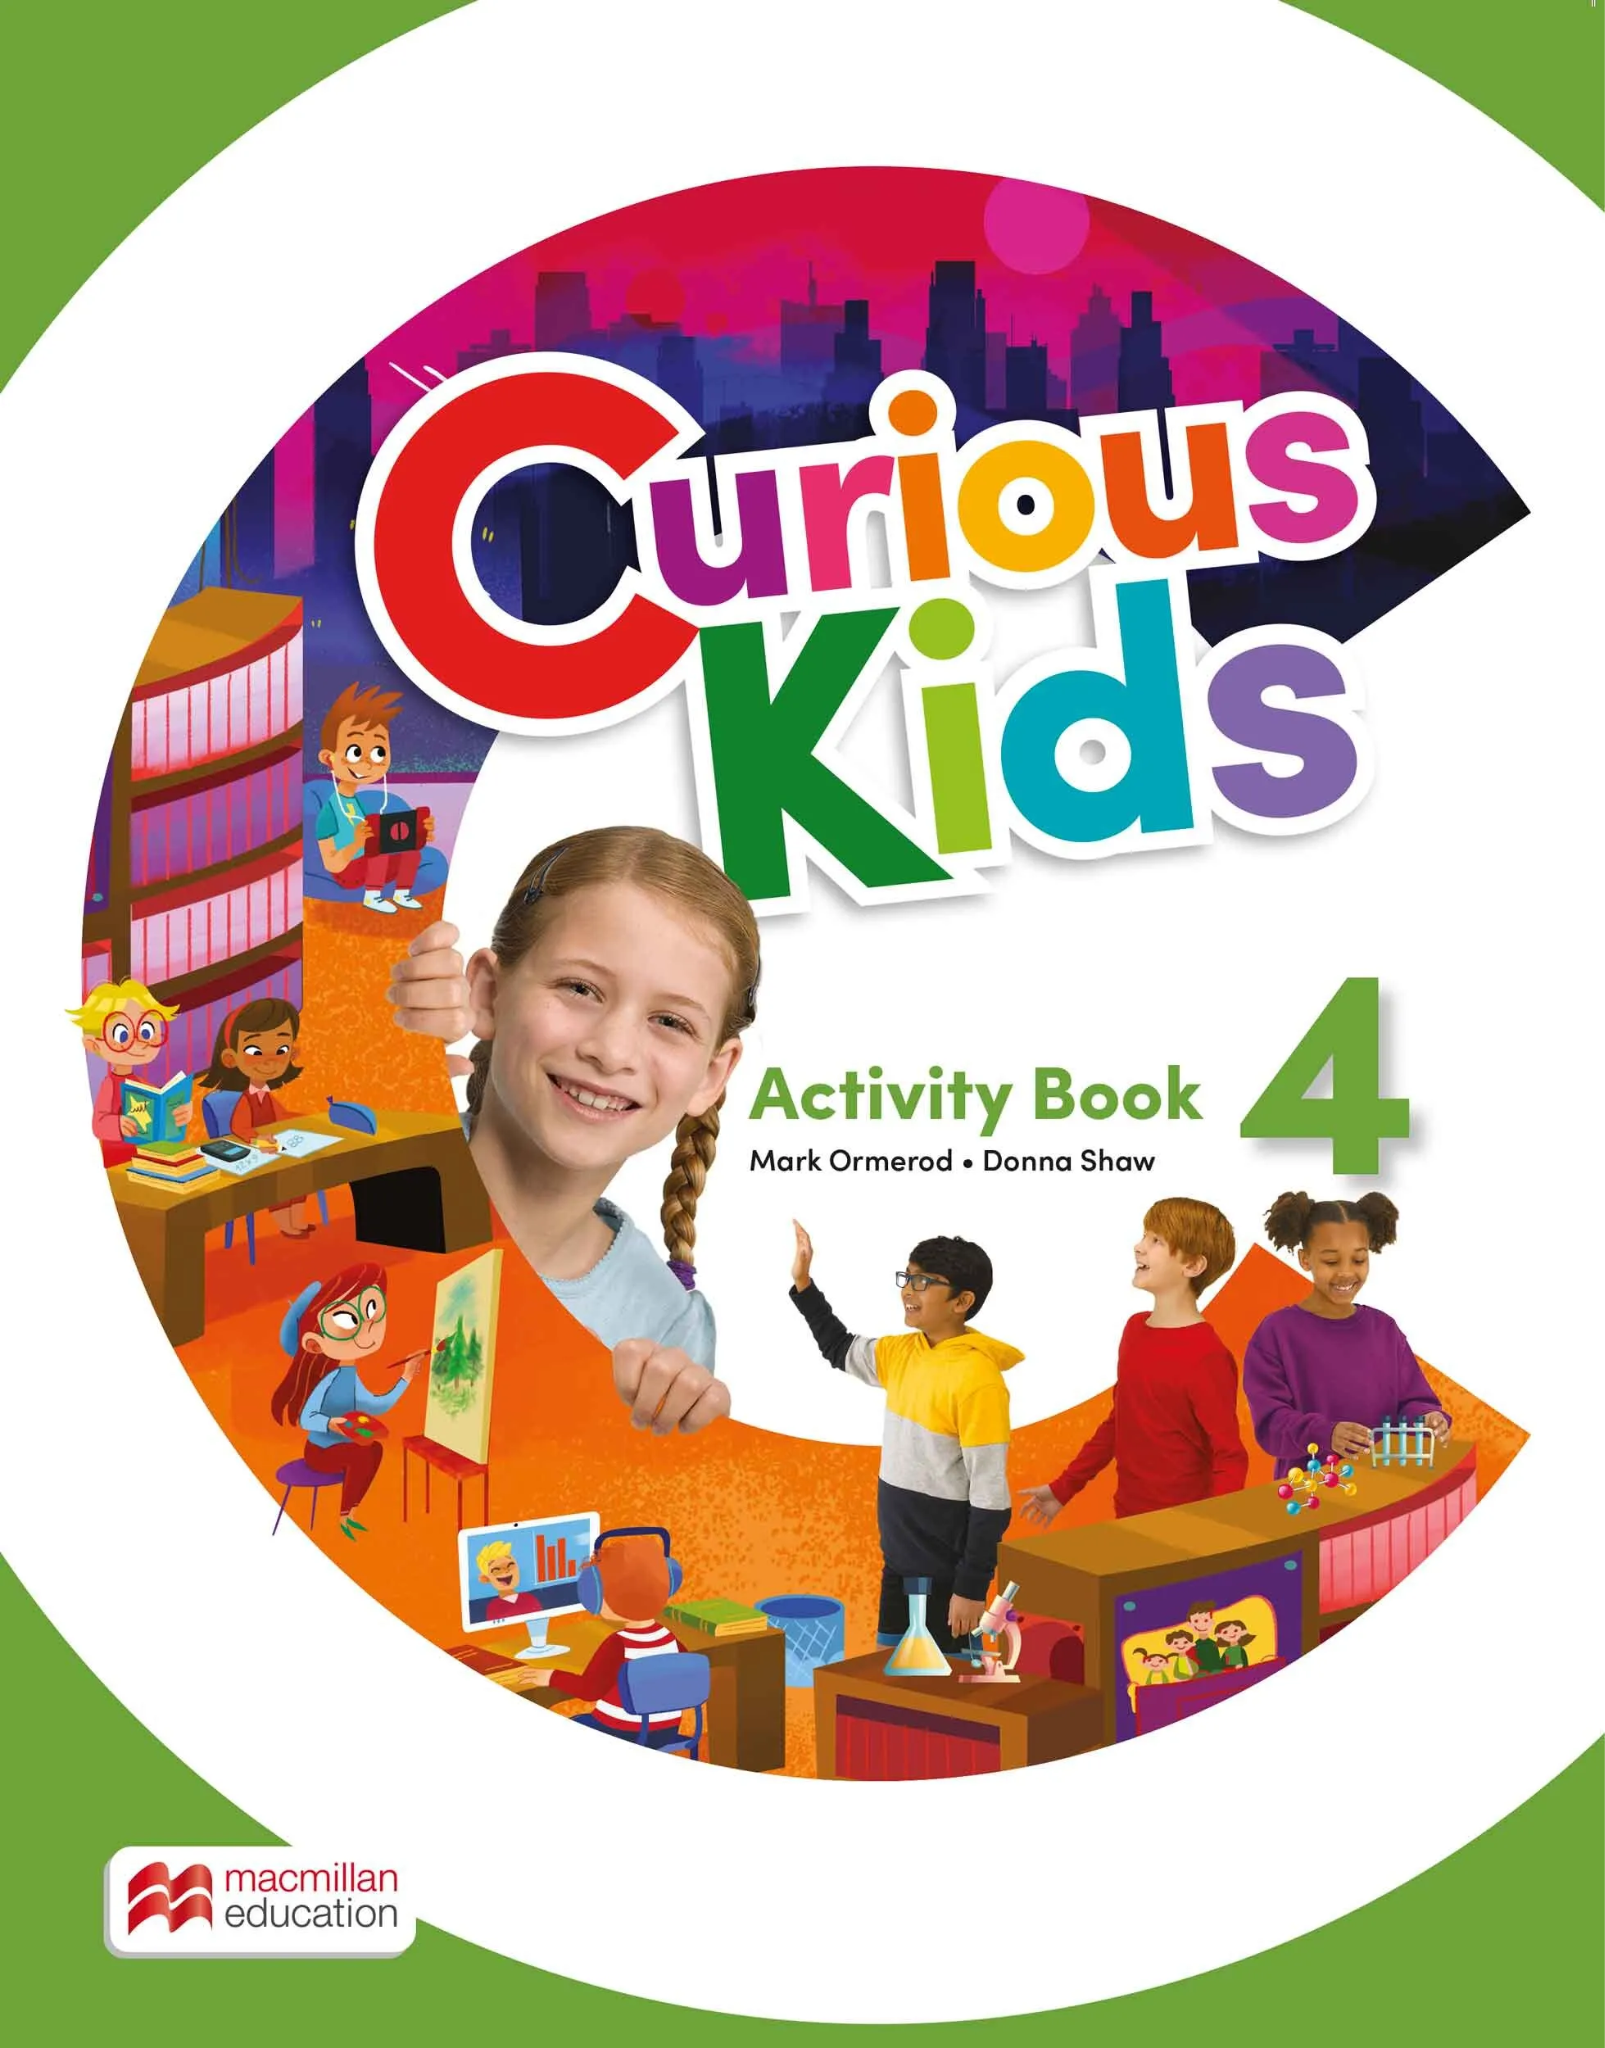 Curious
Kids
Activity Book 4
Mark Ormerod • Donna Shaw
macmillan
education